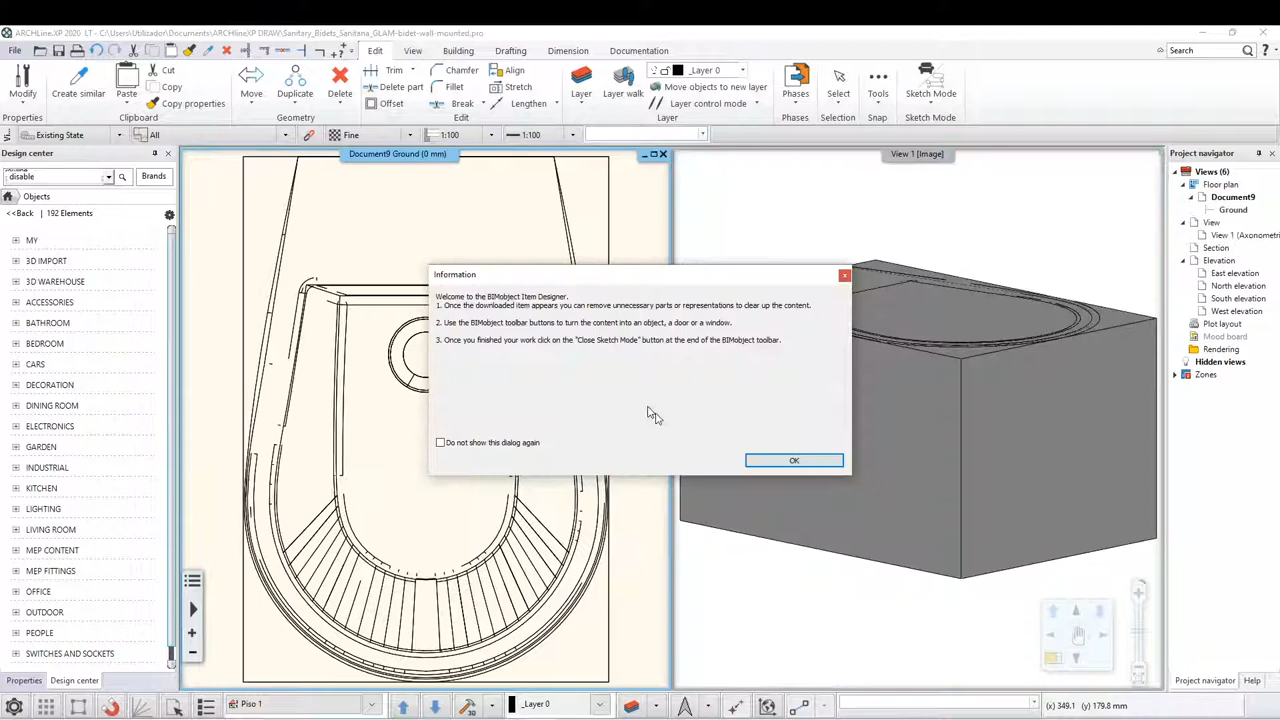 ARCHLine.XP 2020 LT - C:\Users\Utilizador\Documents\ARCHlineXP DRAW\Sanitary_Bidets_Sanitana_GLAM-bidet-wall-mounted.pro
File Edit View Building Drafting Dimension Documentation Search
Modify Create similar Paste Cut Copy Copy properties
Move Duplicate Delete Trim Chamfer Align
Delete part Fillet Stretch
Offset Break Length
Layer Layer walk _Layer 0
Move objects to new layer
Layer control mode
Phases Select Tools Sketch Mode
Properties Clipboard Geometry Edit Layer Phases Selection Snap Sketch Mode
Existing State All Fine 1:100 1:100
Design center
disable Brands
Objects
<<Back 192 Elements
MY
3D IMPORT
3D WAREHOUSE
ACCESSORIES
BATHROOM
BEDROOM
CARS
DECORATION
DINING ROOM
ELECTRONICS
GARDEN
INDUSTRIAL
KITCHEN
LIGHTING
LIVING ROOM
MEP CONTENT
MEP FITTINGS
OFFICE
OUTDOOR
PEOPLE
SWITCHES AND SOCKETS
Properties Design center
Document9 Ground (0 mm)
View 1 [Image]
Information
Welcome to the BIMobject Item Designer.
1. Once the downloaded item appears you can remove unnecessary parts or representations to clear up the content.
2. Use the BIMobject toolbar buttons to turn the content into an object, a door or a window.
3. Once you finished your work click on the "Close Sketch Mode" button at the end of the BIMobject toolbar.
Do not show this dialog again
OK
Project navigator
Views (6)
Floor plan
Document9
Ground
View
View 1 (Axonometri
Section
Elevation
East elevation
North elevation
South elevation
West elevation
Plot layout
Mood board
Rendering
Hidden views
Zones
Project navigator Help
Piso 1 _Layer 0 (x) 349.1 (y) 179.8 mm